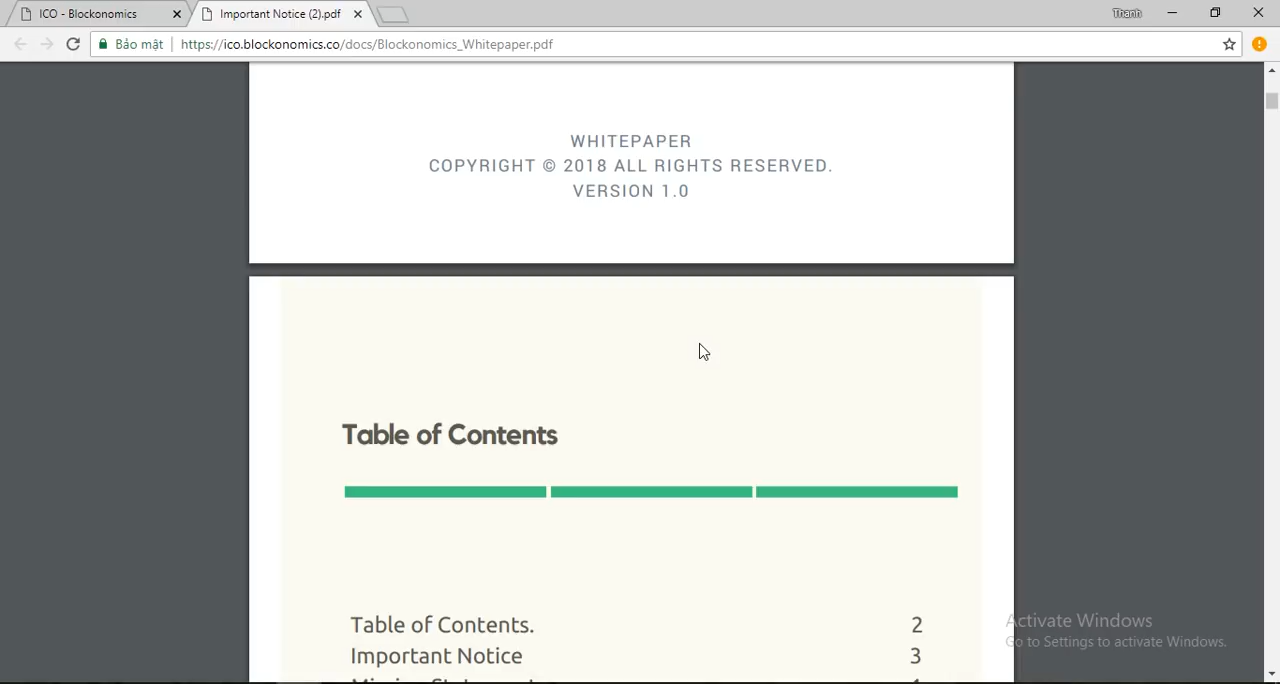 ICO - Blockonomics
Important Notice (2).pdf
Thanh
Bảo mật
https://ico.blockonomics.co/docs/Blockonomics_Whitepaper.pdf
WHITEPAPER
COPYRIGHT © 2018 ALL RIGHTS RESERVED.
VERSION 1.0
Table of Contents
Table of Contents. 2
Important Notice 3
Activate Windows
Go to Settings to activate Windows.